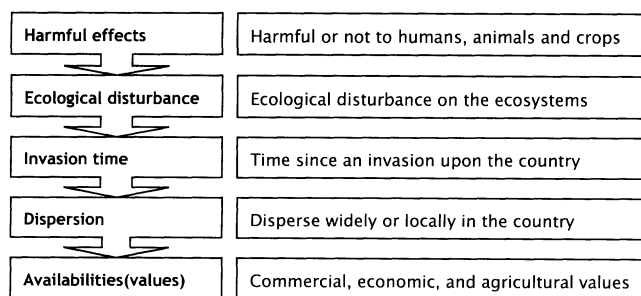 Harmful effects
Harmful or not to humans, animals and crops
Ecological disturbance
Ecological disturbance on the ecosystems
Invasion time
Time since an invasion upon the country
Dispersion
Disperse widely or locally in the country
Availabilities(values)
Commercial, economic, and agricultural values